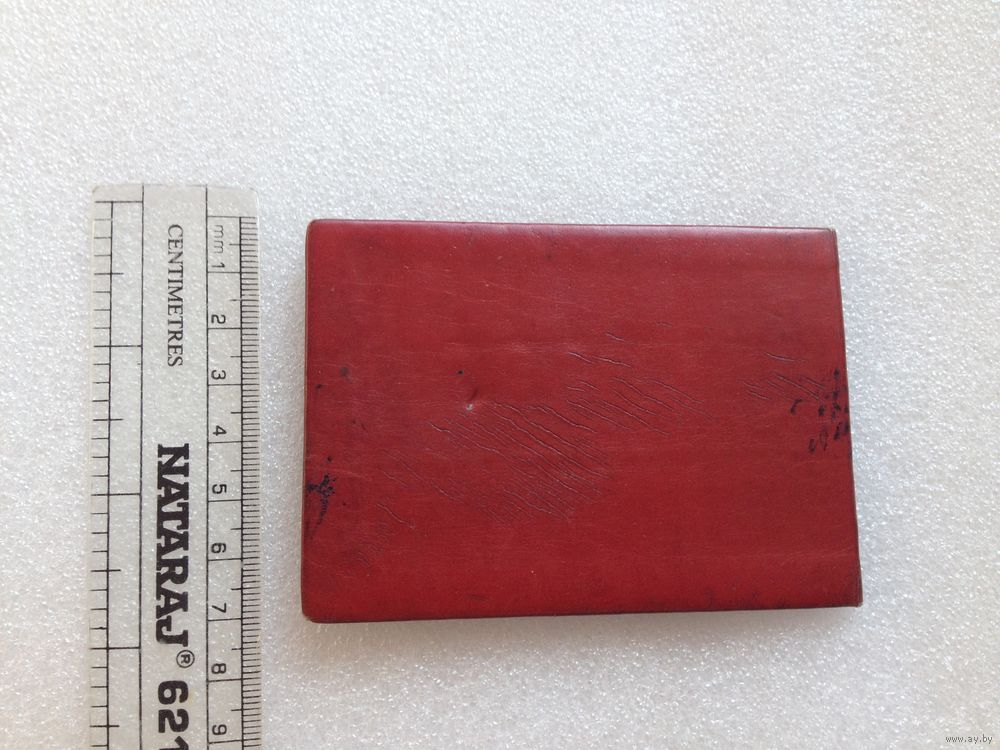 mm 1 2 3 4 5 6 7 8 9
CENTIMETRES
NATARAJ® 621
www.ay.by